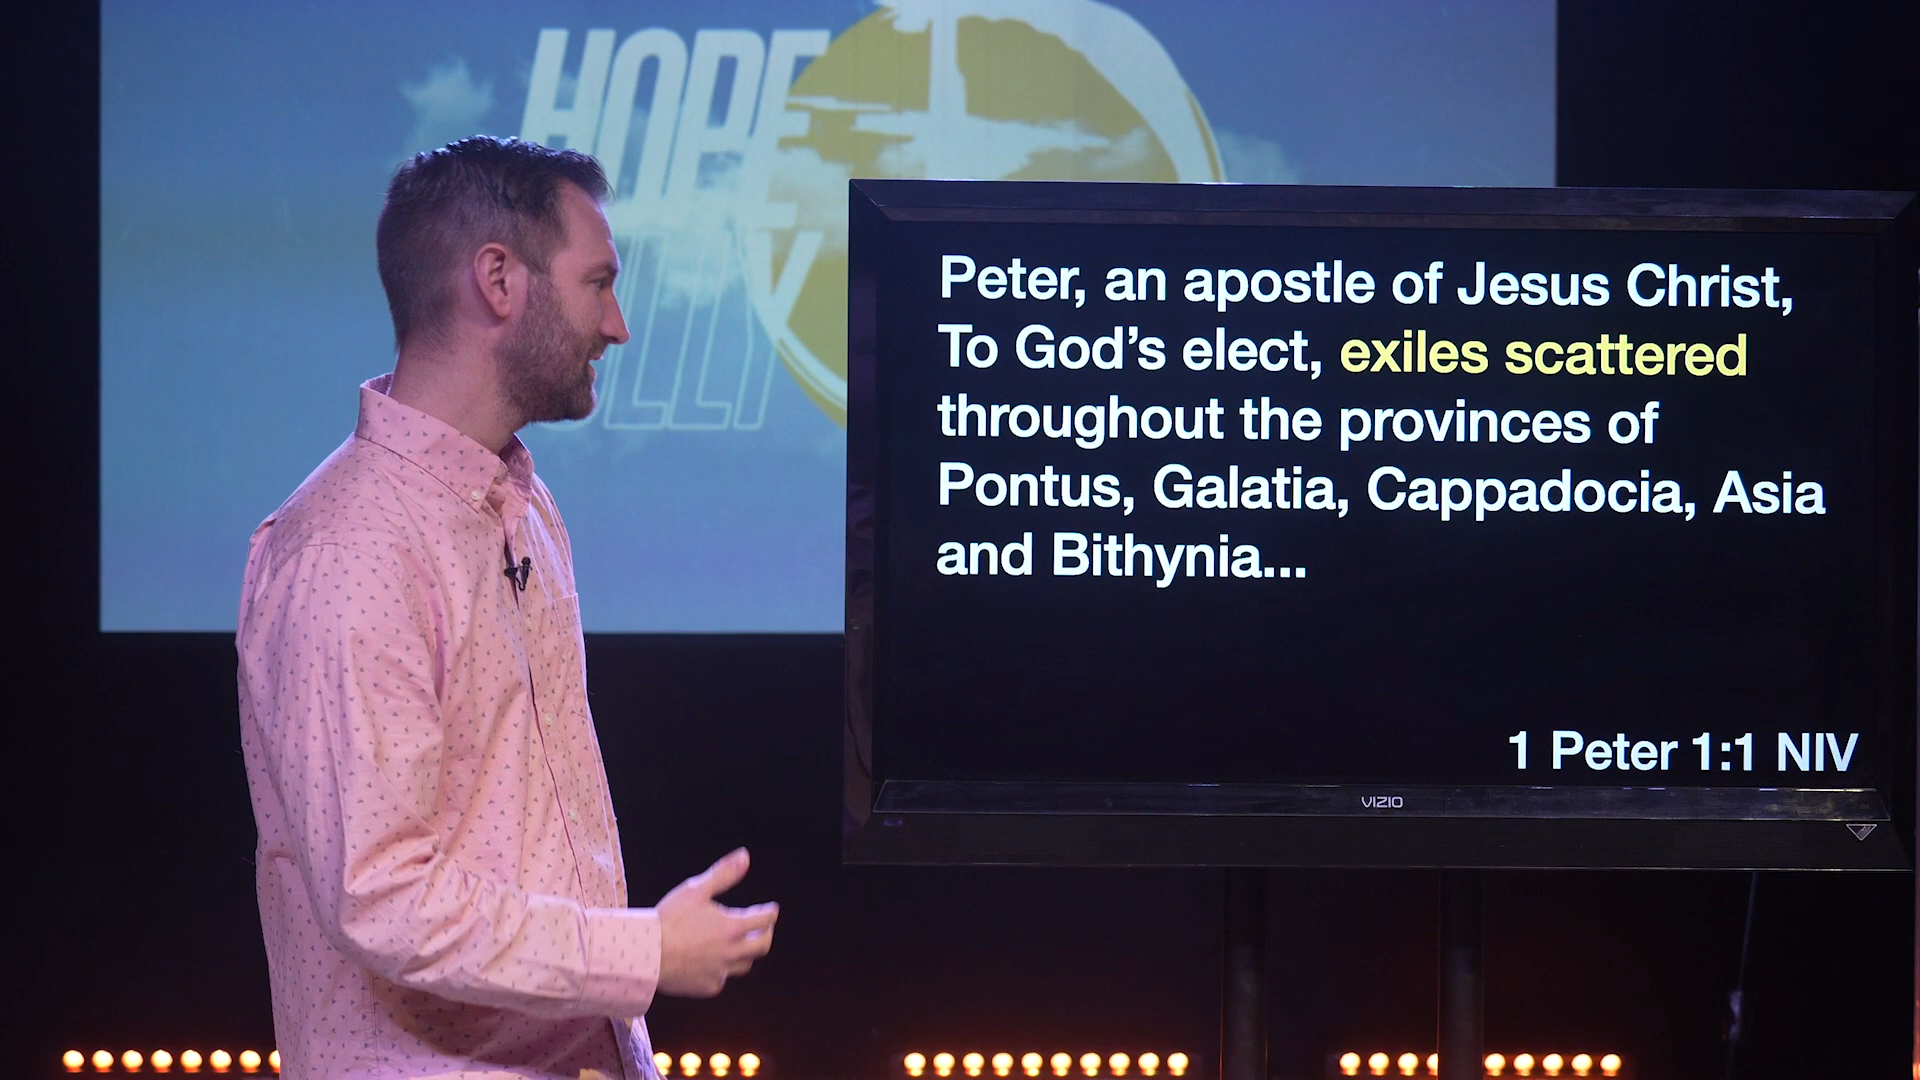 HOPE
FULLY
Peter, an apostle of Jesus Christ,
To God’s elect, exiles scattered
throughout the provinces of
Pontus, Galatia, Cappadocia, Asia
and Bithynia...
1 Peter 1:1 NIV
VIZIO